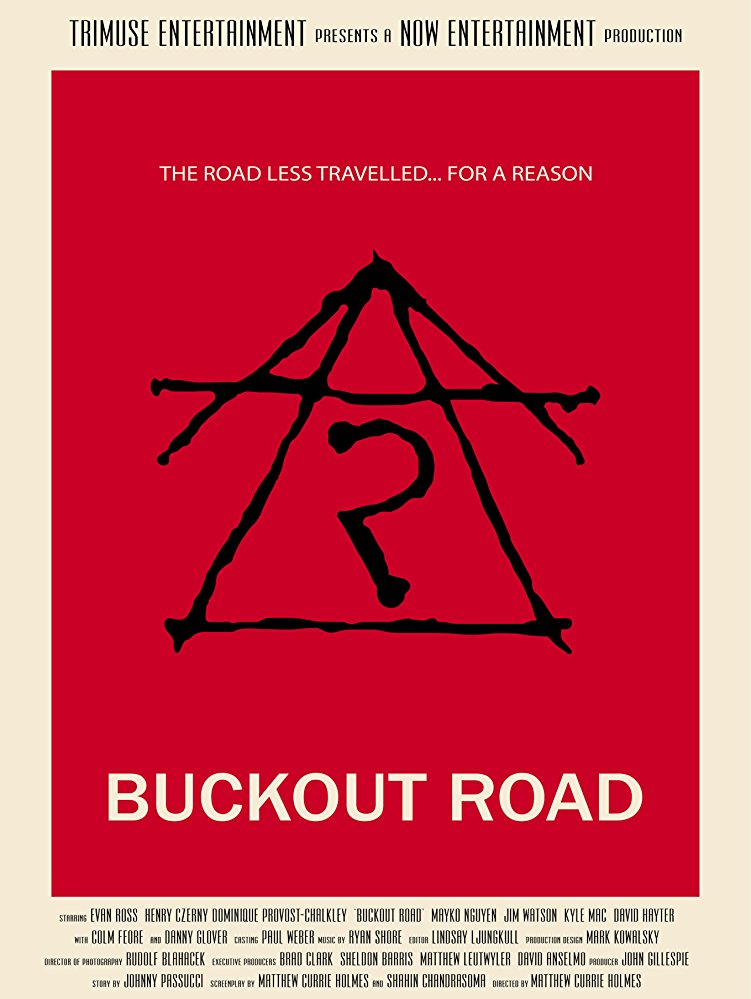 TRIMUSE ENTERTAINMENT PRESENTS A NOW ENTERTAINMENT PRODUCTION
THE ROAD LESS TRAVELLED... FOR A REASON
BUCKOUT ROAD
STARRING EVAN ROSS HENRY CZERNY DOMINIQUE PROVOST-CHALKLEY "BUCKOUT ROAD" MAYKO NGUYEN JIM WATSON KYLE MAC DAVID HAYTER
WITH COLM FEORE AND DANNY GLOVER CASTING PAUL WEBER MUSIC BY RYAN SHORE EDITOR LINDSAY LJUNGKULL PRODUCTION DESIGN MARK KOWALSKY
DIRECTOR OF PHOTOGRAPHY RUDOLF BLAHACEK EXECUTIVE PRODUCERS BRAD CLARK SHELDON BARRIS MATTHEW LEUTWYLER DAVID ANSELMO PRODUCER JOHN GILLESPIE
STORY BY JOHNNY PASSUCCI SCREENPLAY BY MATTHEW CURRIE HOLMES AND SHAHIN CHANDRASOMA DIRECTED BY MATTHEW CURRIE HOLMES